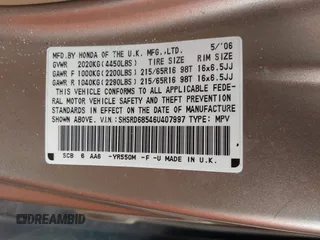 MFD.BY HONDA OF THE U.K. MFG.,LTD. 5/'06
GVWR 2020KG(4450LBS) TIRE SIZE RIM SIZE
GAWR F 1000KG(2200LBS) 215/65R16 98T 16x6.5JJ
GAWR R 1040KG(2290LBS) 215/65R16 98T 16x6.5JJ
THIS VEHICLE CONFORMS TO ALL APPLICABLE FEDE-
RAL MOTOR VEHICLE SAFETY AND BUMPER
STANDARDS IN EFFECT ON THE DATE OF
MANUFACTURE SHOWN ABOVE.
V.I.N.: SHSRD68546U407997 TYPE: MPV
SCB 6 AA6 -YR550M -F -U MADE IN U.K.
DREAMBID